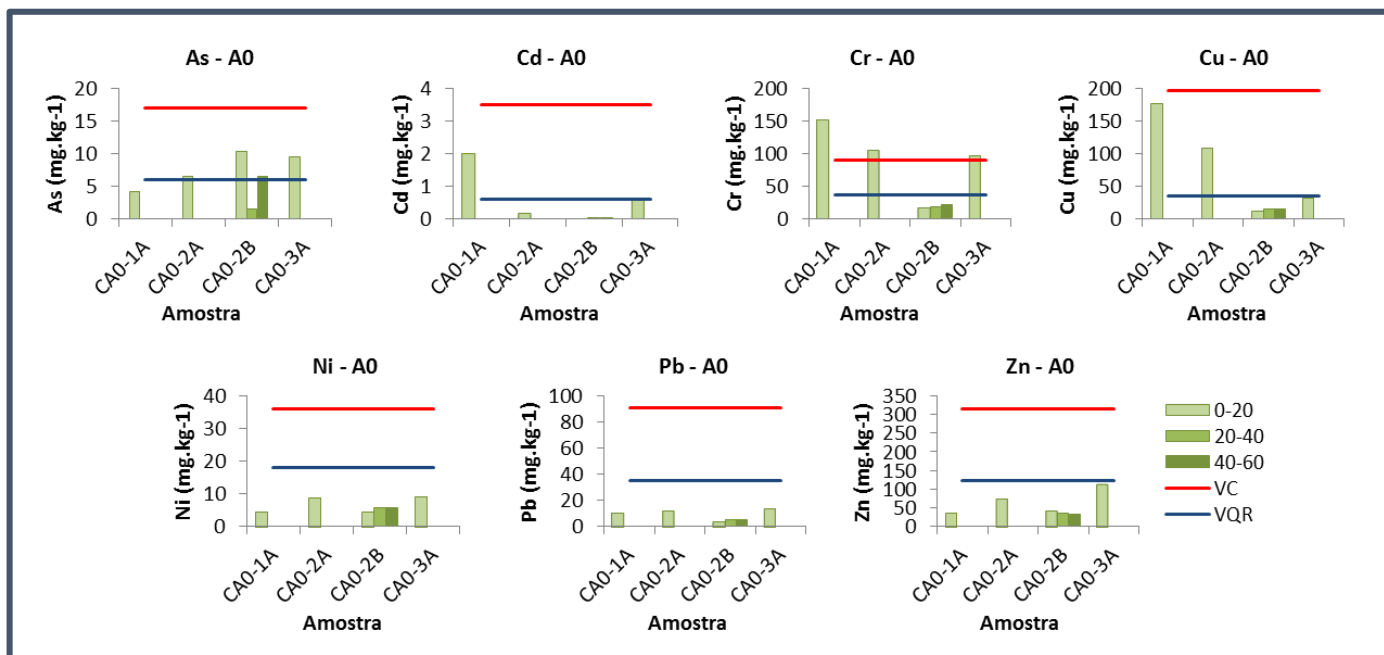 As - A0
As (mg.kg-1)
20
15
10
5
0
CA0-1A
CA0-2A
CA0-2B
CA0-3A
Amostra
Cd - A0
Cd (mg.kg-1)
4
3
2
1
0
CA0-1A
CA0-2A
CA0-2B
CA0-3A
Amostra
Cr - A0
Cr (mg.kg-1)
200
150
100
50
0
CA0-1A
CA0-2A
CA0-2B
CA0-3A
Amostra
Cu - A0
Cu (mg.kg-1)
200
150
100
50
0
CA0-1A
CA0-2A
CA0-2B
CA0-3A
Amostra
Ni - A0
Ni (mg.kg-1)
40
30
20
10
0
CA0-1A
CA0-2A
CA0-2B
CA0-3A
Amostra
Pb - A0
Pb (mg.kg-1)
100
80
60
40
20
0
CA0-1A
CA0-2A
CA0-2B
CA0-3A
Amostra
Zn - A0
Zn (mg.kg-1)
350
300
250
200
150
100
50
0
CA0-1A
CA0-2A
CA0-2B
CA0-3A
Amostra
0-20
20-40
40-60
VC
VQR